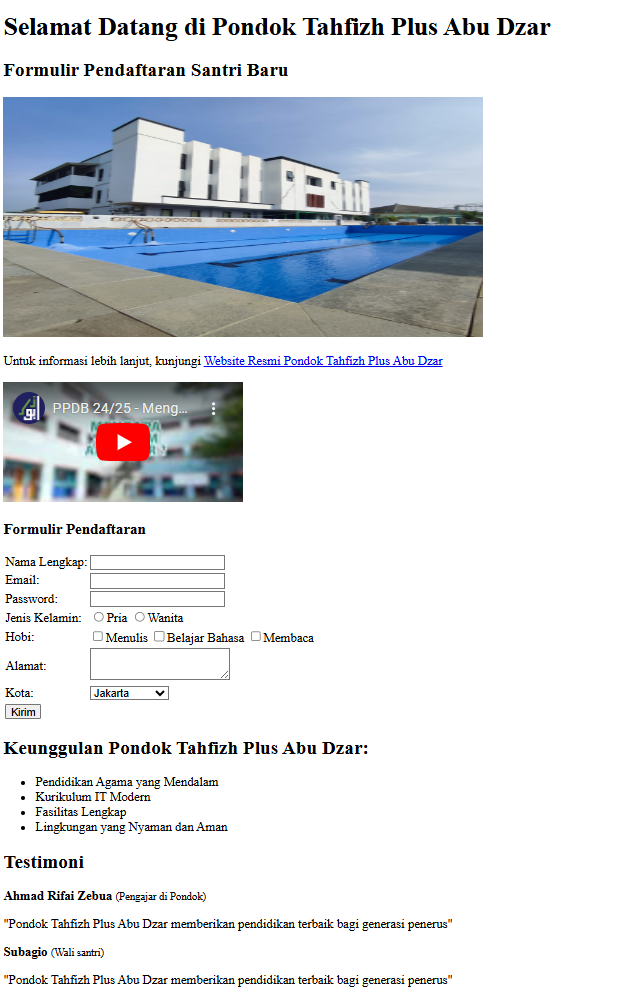 Selamat Datang di Pondok Tahfizh Plus Abu Dzar
Formulir Pendaftaran Santri Baru
Untuk informasi lebih lanjut, kunjungi Website Resmi Pondok Tahfizh Plus Abu Dzar
PPDB 24/25 - Meng...
Formulir Pendaftaran
Nama Lengkap:
Email:
Password:
Jenis Kelamin: Pria Wanita
Hobi: Menulis Belajar Bahasa Membaca
Alamat:
Kota: Jakarta
Kirim
Keunggulan Pondok Tahfizh Plus Abu Dzar:
Pendidikan Agama yang Mendalam
Kurikulum IT Modern
Fasilitas Lengkap
Lingkungan yang Nyaman dan Aman
Testimoni
Ahmad Rifai Zebua (Pengajar di Pondok)
"Pondok Tahfizh Plus Abu Dzar memberikan pendidikan terbaik bagi generasi penerus"
Subagio (Wali santri)
"Pondok Tahfizh Plus Abu Dzar memberikan pendidikan terbaik bagi generasi penerus"